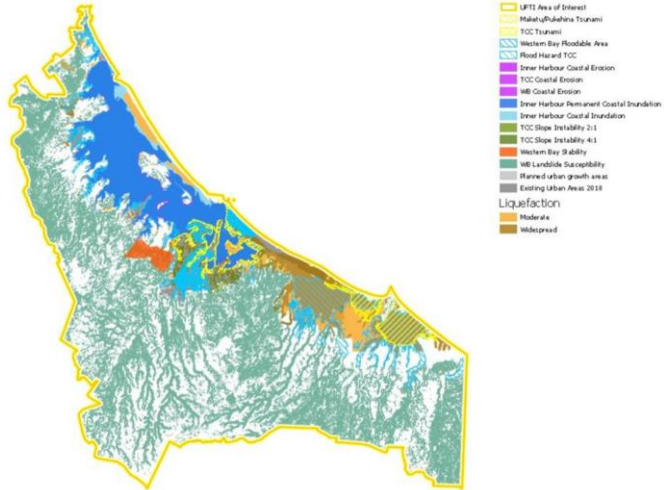 UFTI Area of Interest
Maketu/Pukehina Tsunami
TCC Tsunami
Western Bay Floodable Area
Flood Hazard TCC
Inner Harbour Coastal Erosion
TCC Coastal Erosion
WB Coastal Erosion
Inner Harbour Permanent Coastal Inundation
Inner Harbour Coastal Inundation
TCC Slope Instability 2:1
TCC Slope Instability 4:1
Western Bay Stability
WB Landslide Susceptibility
Planned urban growth areas
Existing Urban Areas 2018
Liquefaction
Moderate
Widespread